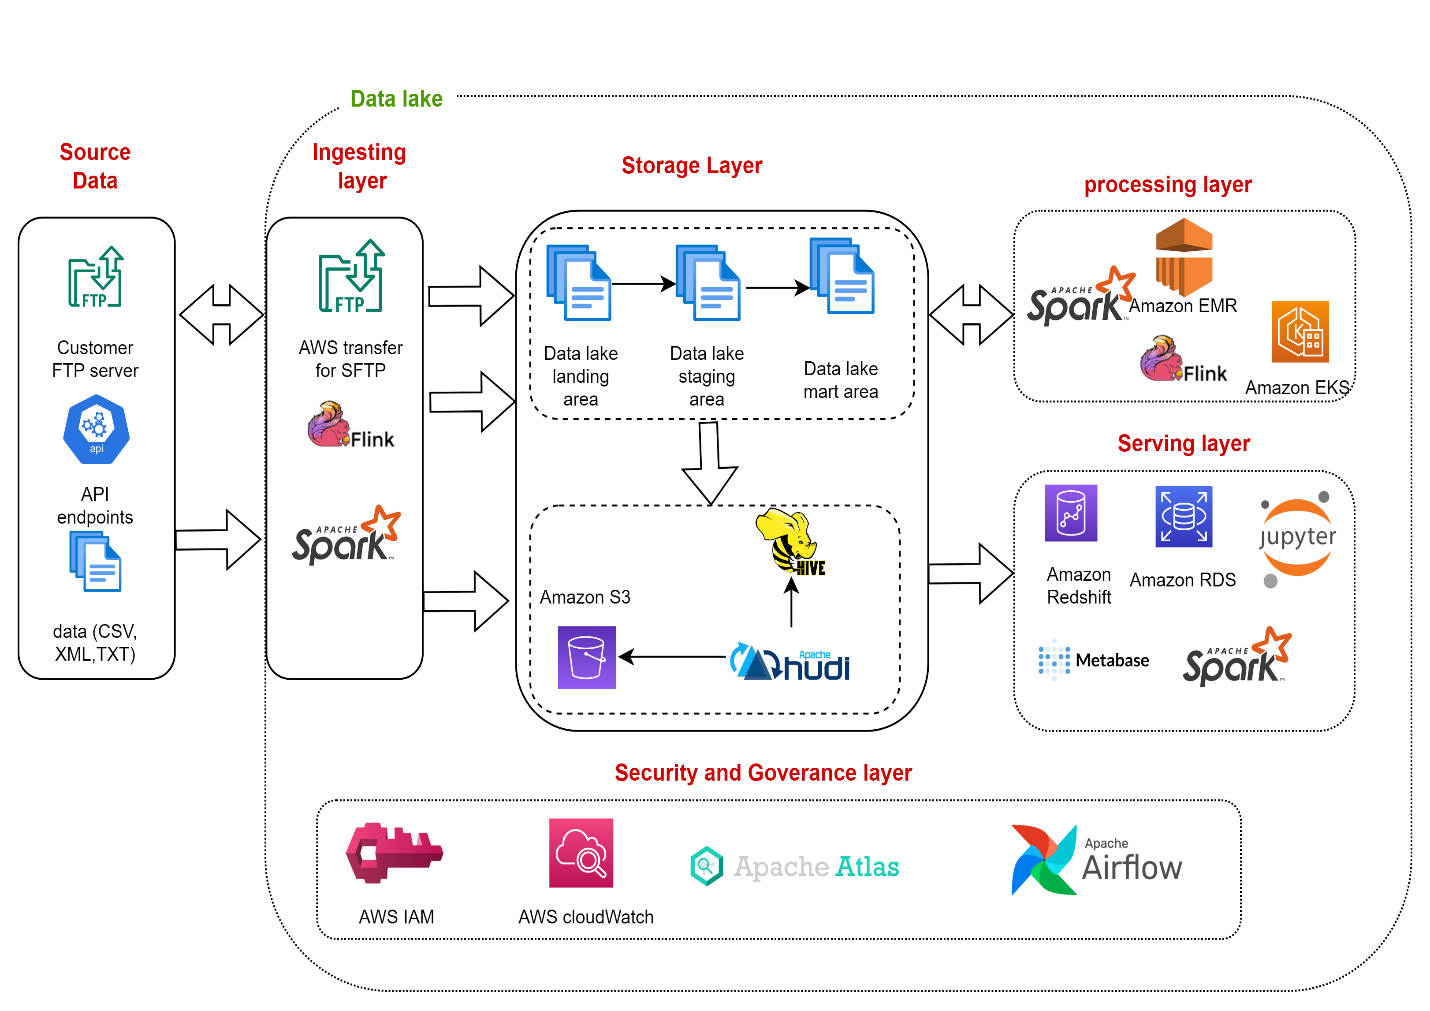 Data lake
Source
Data
Ingesting
layer
Storage Layer
processing layer
FTP
Customer
FTP server
api
API
endpoints
data (CSV,
XML,TXT)
FTP
AWS transfer
for SFTP
Flink
APACHE
Spark
TM
Data lake
landing
area
Data lake
staging
area
Data lake
mart area
HIVE
Amazon S3
Apache
hudi
APACHE
Spark
TM
Amazon EMR
Flink
Amazon EKS
Serving layer
Amazon
Redshift
Amazon RDS
jupyter
Metabase
APACHE
Spark
TM
Security and Goverance layer
AWS IAM
AWS cloudWatch
Apache Atlas
Apache
Airflow